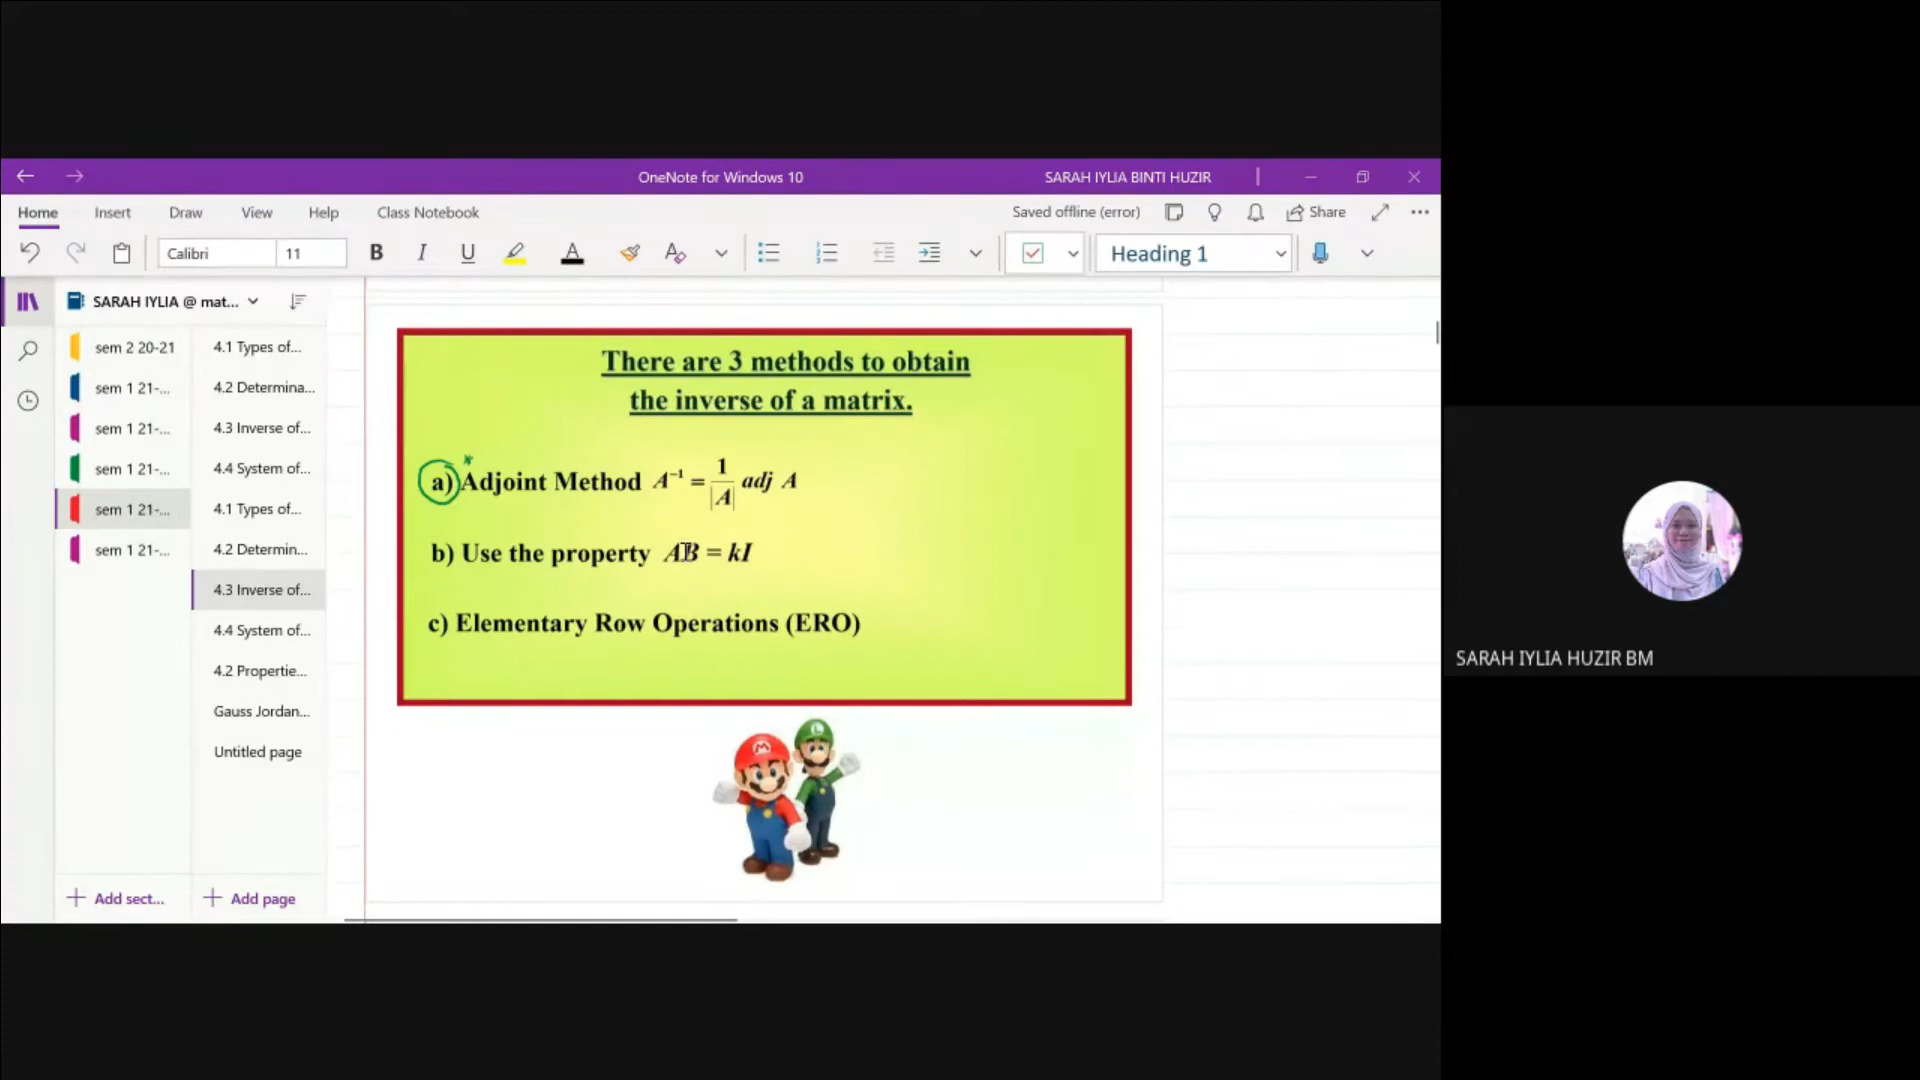 OneNote for Windows 10
SARAH IYLIA BINTI HUZIR
Home
Insert
Draw
View
Help
Class Notebook
Saved offline (error)
Share
Calibri
11
B
I
U
A
A
Heading 1
SARAH IYLIA @ mat...
sem 2 20-21
sem 1 21-...
sem 1 21-...
sem 1 21-...
sem 1 21-...
sem 1 21-...
4.1 Types of...
4.2 Determina...
4.3 Inverse of...
4.4 System of...
4.1 Types of...
4.2 Determin...
4.3 Inverse of...
4.4 System of...
4.2 Propertie...
Gauss Jordan...
Untitled page
Add sect...
Add page
There are 3 methods to obtain
the inverse of a matrix.
a) *Adjoint Method A⁻¹ = 1/|A| adj A
b) Use the property AB = kI
c) Elementary Row Operations (ERO)
M
L
SARAH IYLIA HUZIR BM